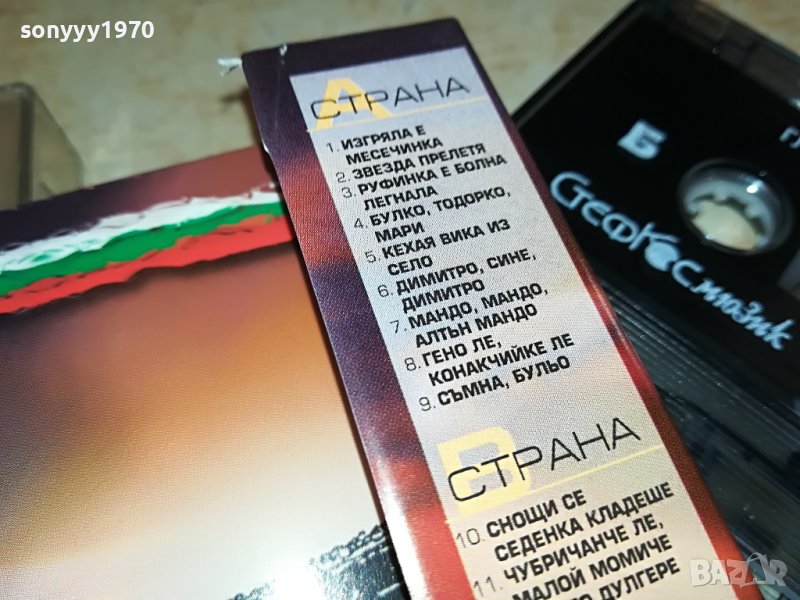 sonyyy1970
A СТРАНА
1. ИЗГРЯЛА Е
МЕСЕЧИНКА
2. ЗВЕЗДА ПРЕЛЕТЯ
3. РУФИНКА Е БОЛНА
ЛЕГНАЛА
4. БУЛКО, ТОДОРКО,
МАРИ
5. КЕХАЯ ВИКА ИЗ
СЕЛО
6. ДИМИТРО, СИНЕ,
ДИМИТРО
7. МАНДО, МАНДО,
АЛТЪН МАНДО
8. ГЕНО ЛЕ,
КОНАКЧИЙКЕ ЛЕ
9. СЪМНА, БУЛЬО
B СТРАНА
10. СНОЩИ СЕ
СЕДЕНКА КЛАДЕШЕ
11. ЧУБРИЧАНЧЕ ЛЕ,
МАЛОЙ МОМИЧЕ
ДУЛГЕРЕ
Б
Стефкос мюзик
BAZAR